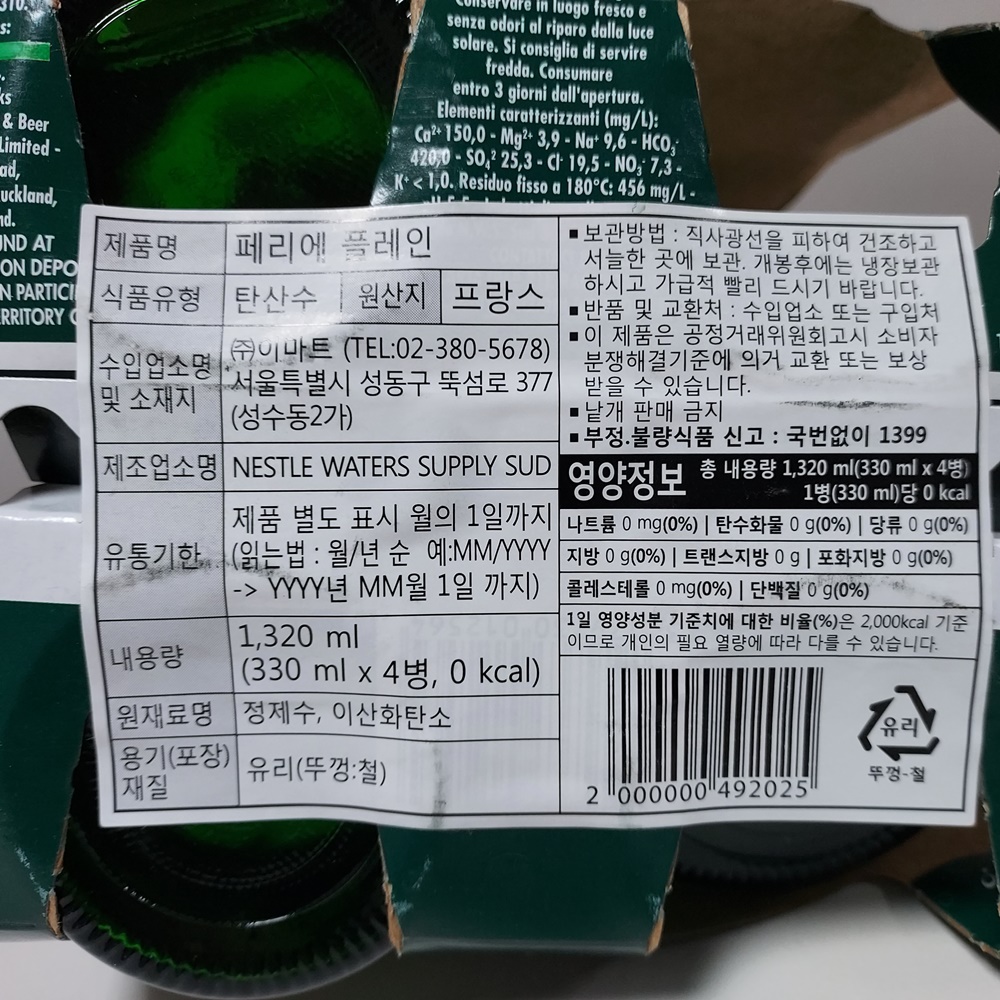 310.
s:
ks
& Beer
Limited -
ad,
uckland,
nd.
UND AT
ON DEPO
N PARTICI
ERRITORY
Conservare in luogo fresco e
senza odori al riparo dalla luce
solare. Si consiglia di servire
fredda. Consumare
entro 3 giorni dall'apertura.
Elementi caratterizzanti (mg/L):
Ca²⁺ 150,0 - Mg²⁺ 3,9 - Na⁺ 9,6 - HCO₃⁻
420,0 - SO₄² 25,3 - Cl⁻ 19,5 - NO₃⁻ 7,3 -
K⁺ < 1,0. Residuo fisso a 180°C: 456 mg/L -
제품명 페리에 플레인
식품유형 탄산수 원산지 프랑스
수입업소명 및 소재지
㈜이마트 (TEL:02-380-5678)
서울특별시 성동구 뚝섬로 377
(성수동2가)
제조업소명 NESTLE WATERS SUPPLY SUD
유통기한
제품 별도 표시 월의 1일까지
(읽는법 : 월/년 순 예:MM/YYYY
-> YYYY년 MM월 1일 까지)
내용량
1,320 ml
(330 ml x 4병, 0 kcal)
원재료명 정제수, 이산화탄소
용기(포장)
재질
유리(뚜껑:철)
▪ 보관방법 : 직사광선을 피하여 건조하고
서늘한 곳에 보관. 개봉후에는 냉장보관
하시고 가급적 빨리 드시기 바랍니다.
▪ 반품 및 교환처 : 수입업소 또는 구입처
▪ 이 제품은 공정거래위원회고시 소비자
분쟁해결기준에 의거 교환 또는 보상
받을 수 있습니다.
▪ 낱개 판매 금지
▪ 부정.불량식품 신고 : 국번없이 1399
영양정보 총 내용량 1,320 ml(330 ml x 4병)
1병(330 ml)당 0 kcal
나트륨 0 mg(0%) | 탄수화물 0 g(0%) | 당류 0 g(0%)
지방 0 g(0%) | 트랜스지방 0 g | 포화지방 0 g(0%)
콜레스테롤 0 mg(0%) | 단백질 0 g(0%)
1일 영양성분 기준치에 대한 비율(%)은 2,000kcal 기준
이므로 개인의 필요 열량에 따라 다를 수 있습니다.
2 000000 492025
유리
뚜껑-철